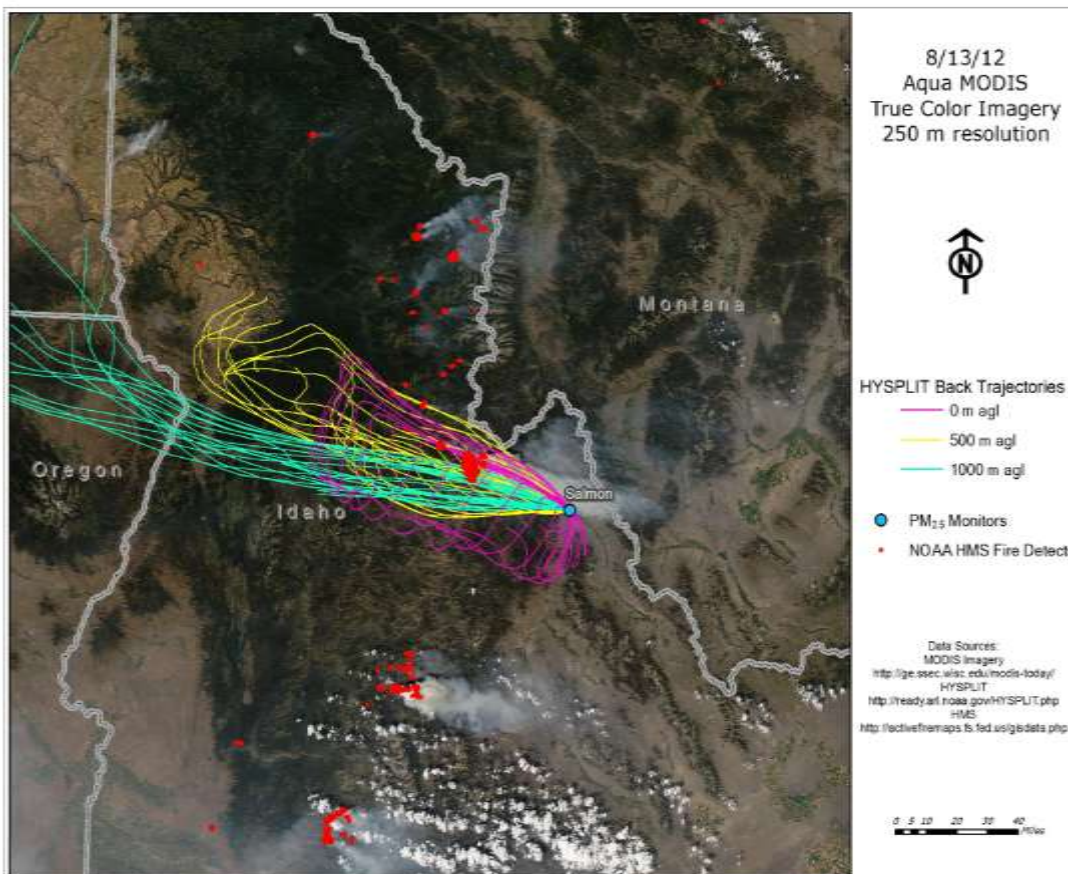 8/13/12
Aqua MODIS
True Color Imagery
250 m resolution
N
Montana
HYSPLIT Back Trajectories
0 m agl
500 m agl
1000 m agl
Oregon
Salmon
Idaho
PM2.5 Monitors
NOAA HMS Fire Detect
Data Sources:
MODIS Imagery
http://ge.ssec.wisc.edu/modis-today/
HYSPLIT
http://ready.arl.noaa.gov/HYSPLIT.php
HMS
http://activefiremaps.fs.fed.us/gisdata.php
0 5 10 20 30 40
Miles